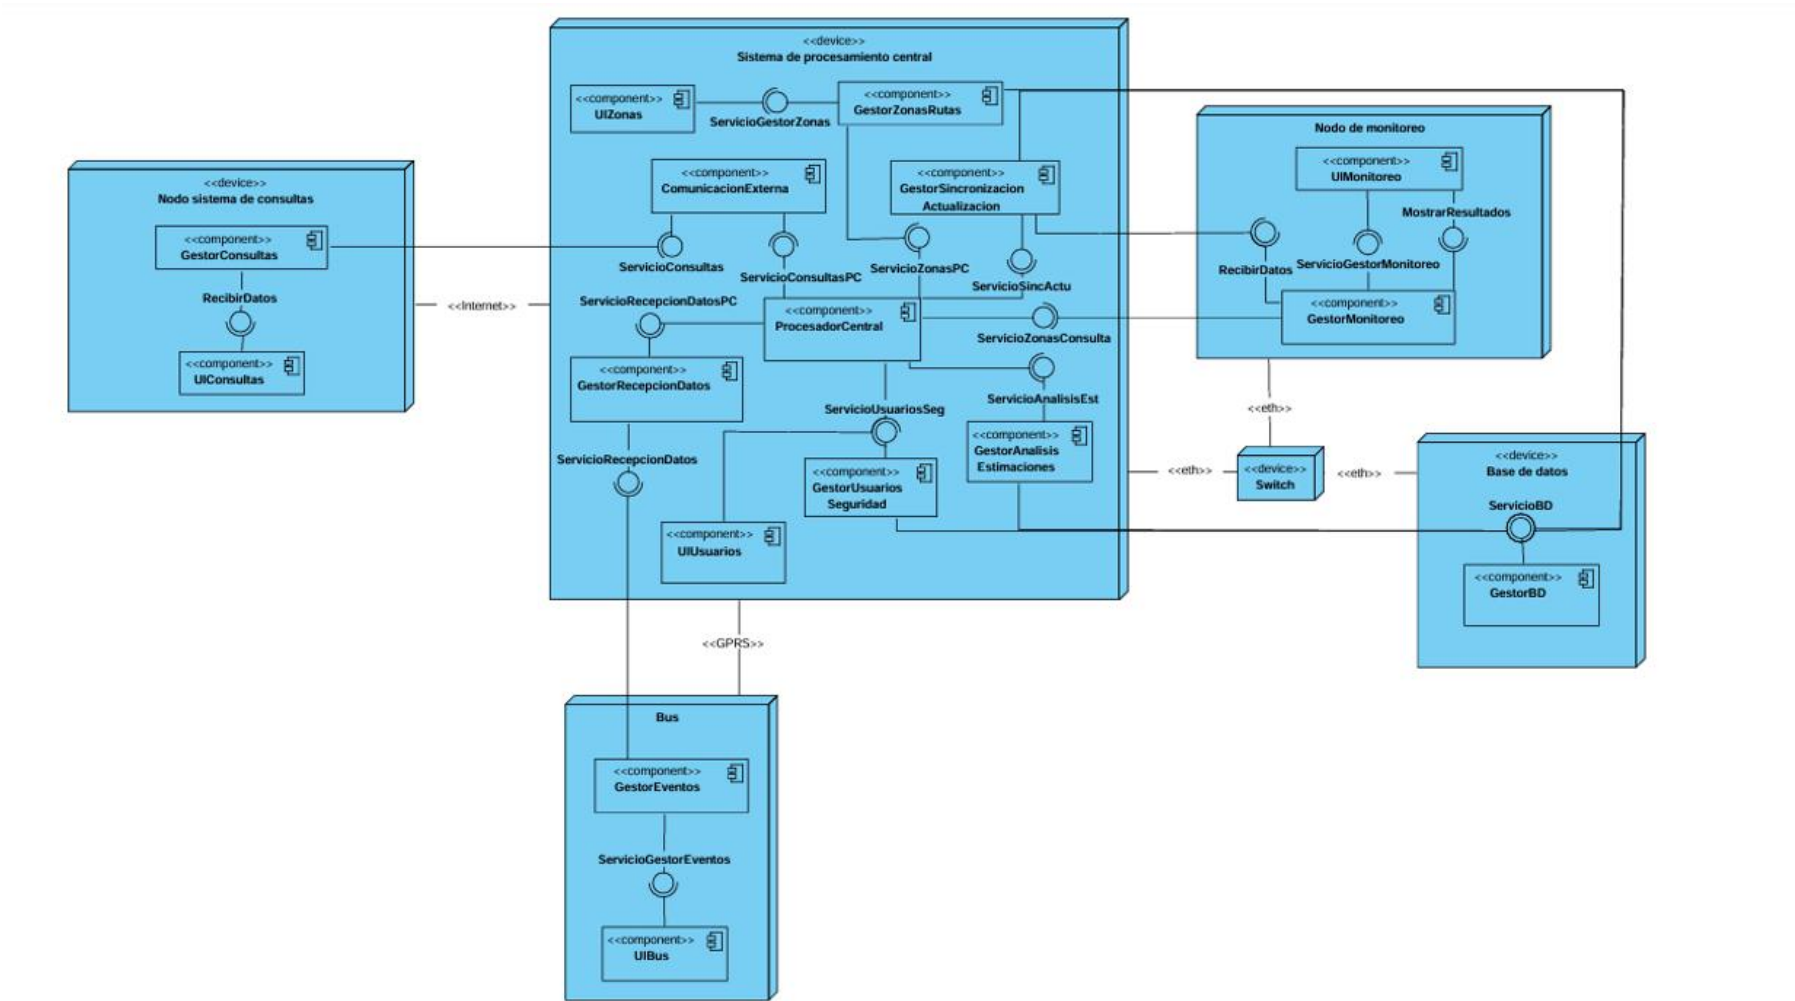 <<device>>
Sistema de procesamiento central
<<component>>
UIZonas
ServicioGestorZonas
<<component>>
GestorZonasRutas
<<component>>
ComunicacionExterna
<<component>>
GestorSincronizacion
Actualizacion
ServicioConsultas
ServicioConsultasPC
ServicioZonasPC
ServicioSincActu
ServicioRecepcionDatosPC
<<component>>
ProcesadorCentral
ServicioZonasConsulta
<<component>>
GestorRecepcionDatos
ServicioAnalisisEst
ServicioUsuariosSeg
<<component>>
GestorAnalisis
Estimaciones
ServicioRecepcionDatos
<<component>>
GestorUsuarios
Seguridad
<<component>>
UIUsuarios
<<device>>
Nodo sistema de consultas
<<component>>
GestorConsultas
RecibirDatos
<<component>>
UIConsultas
<<Internet>>
Nodo de monitoreo
<<component>>
UIMonitoreo
MostrarResultados
RecibirDatos
ServicioGestorMonitoreo
<<component>>
GestorMonitoreo
<<eth>>
<<eth>>
<<device>>
Switch
<<eth>>
<<device>>
Base de datos
ServicioBD
<<component>>
GestorBD
<<GPRS>>
Bus
<<component>>
GestorEventos
ServicioGestorEventos
<<component>>
UIBus